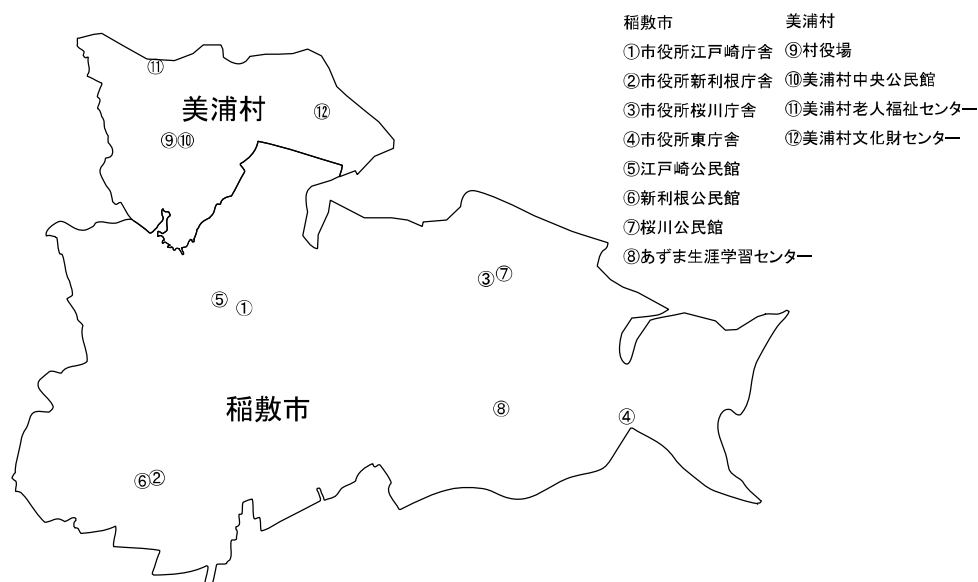 稲敷市
①市役所江戸崎庁舎
②市役所新利根庁舎
③市役所桜川庁舎
④市役所東庁舎
⑤江戸崎公民館
⑥新利根公民館
⑦桜川公民館
⑧あずま生涯学習センター
美浦村
⑨村役場
⑩美浦村中央公民館
⑪美浦村老人福祉センター
⑫美浦村文化財センター
⑪
美浦村
⑫
⑨⑩
③⑦
⑤
①
稲敷市
⑧
④
⑥②